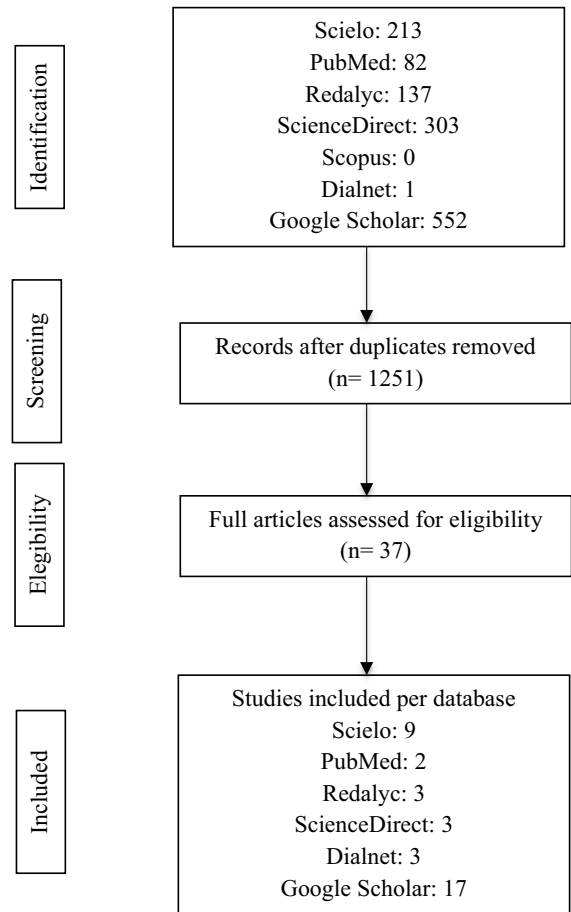 Identification
Scielo: 213
PubMed: 82
Redalyc: 137
ScienceDirect: 303
Scopus: 0
Dialnet: 1
Google Scholar: 552
Screening
Records after duplicates removed
(n= 1251)
Elegibility
Full articles assessed for eligibility
(n= 37)
Included
Studies included per database
Scielo: 9
PubMed: 2
Redalyc: 3
ScienceDirect: 3
Dialnet: 3
Google Scholar: 17